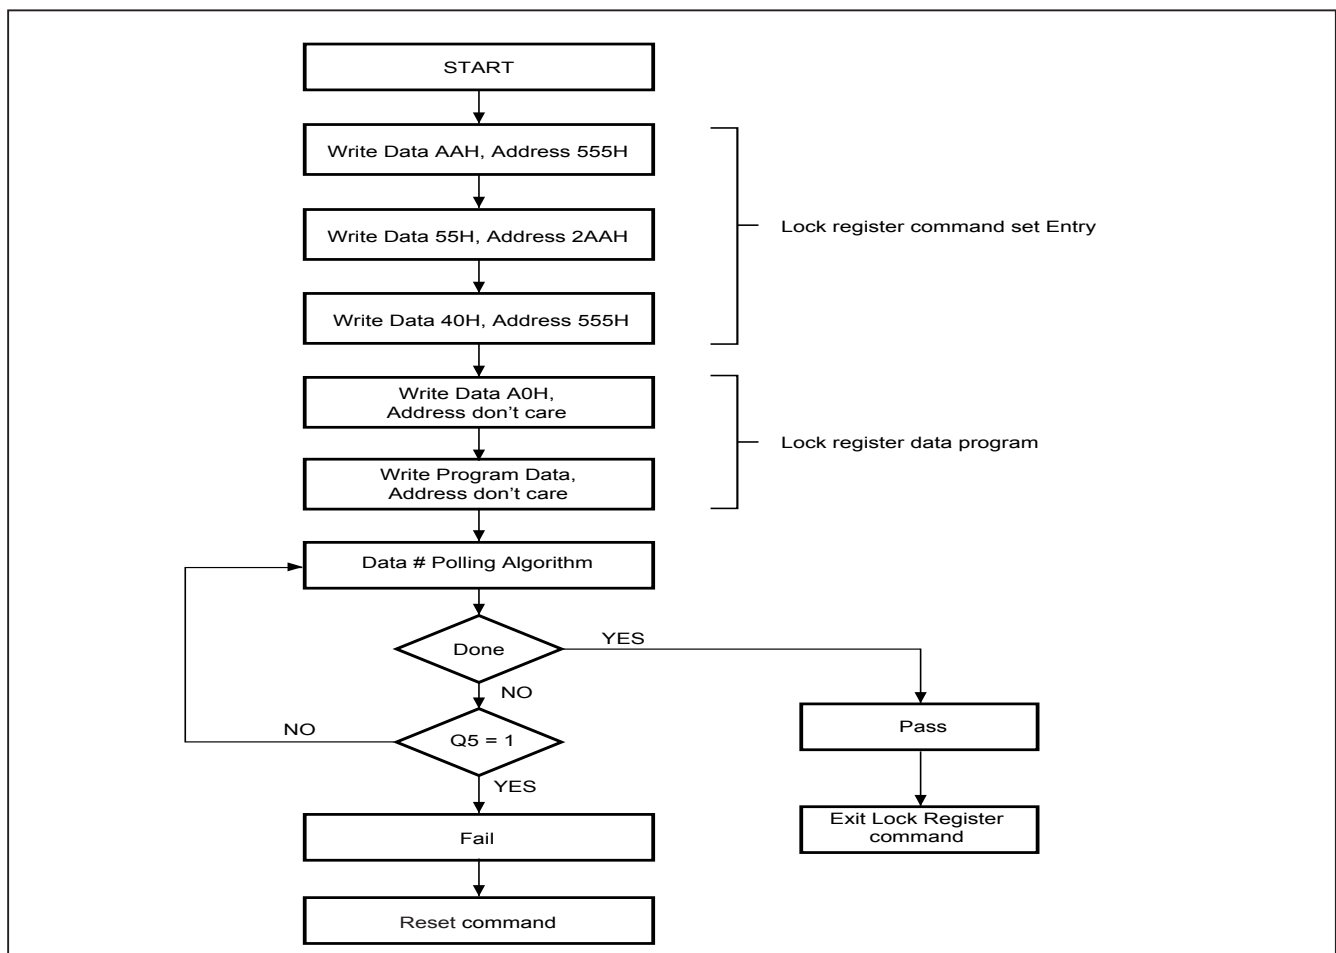 START
Write Data AAH, Address 555H
Write Data 55H, Address 2AAH
Lock register command set Entry
Write Data 40H, Address 555H
Write Data A0H,
Address don't care
Lock register data program
Write Program Data,
Address don't care
Data # Polling Algorithm
Done
YES
NO
Q5 = 1
NO
YES
Pass
Fail
Exit Lock Register
command
Reset command